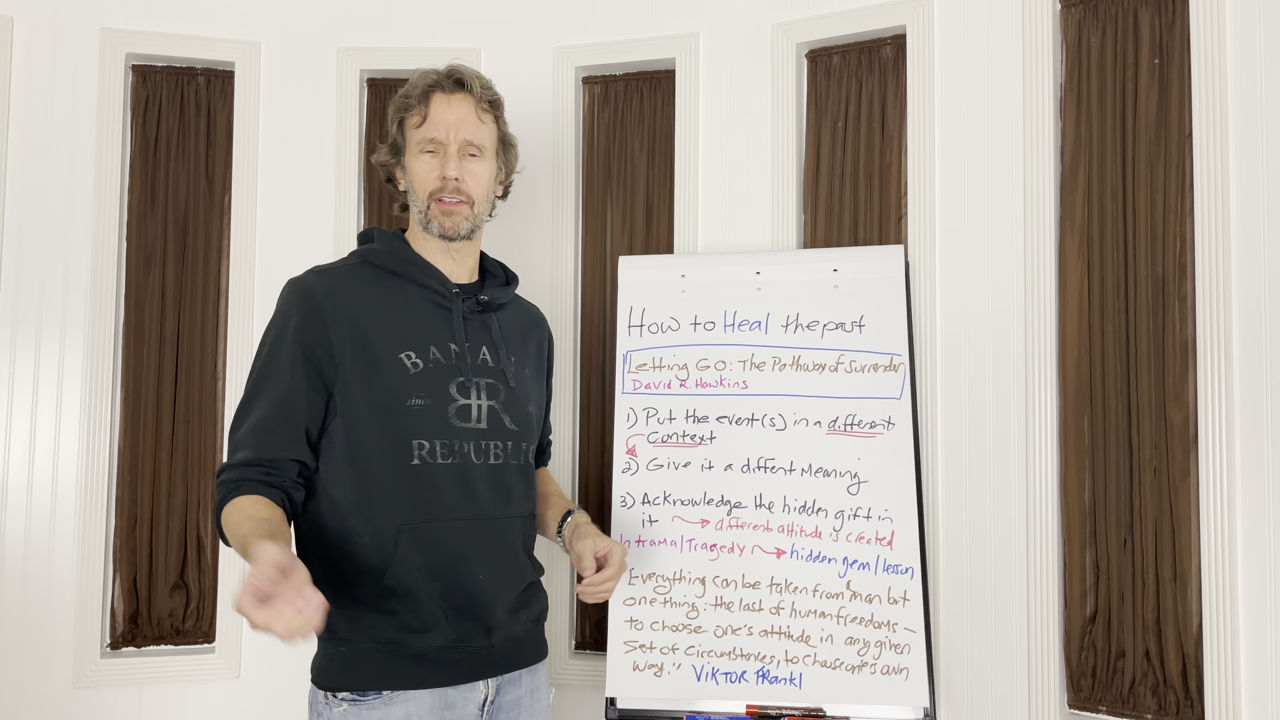 BANANA
since
BR
REPUBLIC
How to Heal the past
Letting GO: The Pathway of Surrender
David R. Hawkins
1) Put the event(s) in a different
Context
2) Give it a diffent Meaning
3) Acknowledge the hidden gift in
it → different attitude is created
Trama/Tragedy → hidden gem/Lesson
"Everything can be taken from a man but
one thing: the last of human freedoms –
to choose one's attitude in any given
Set of Circumstances, to choose one's own
way." Viktor Frankl